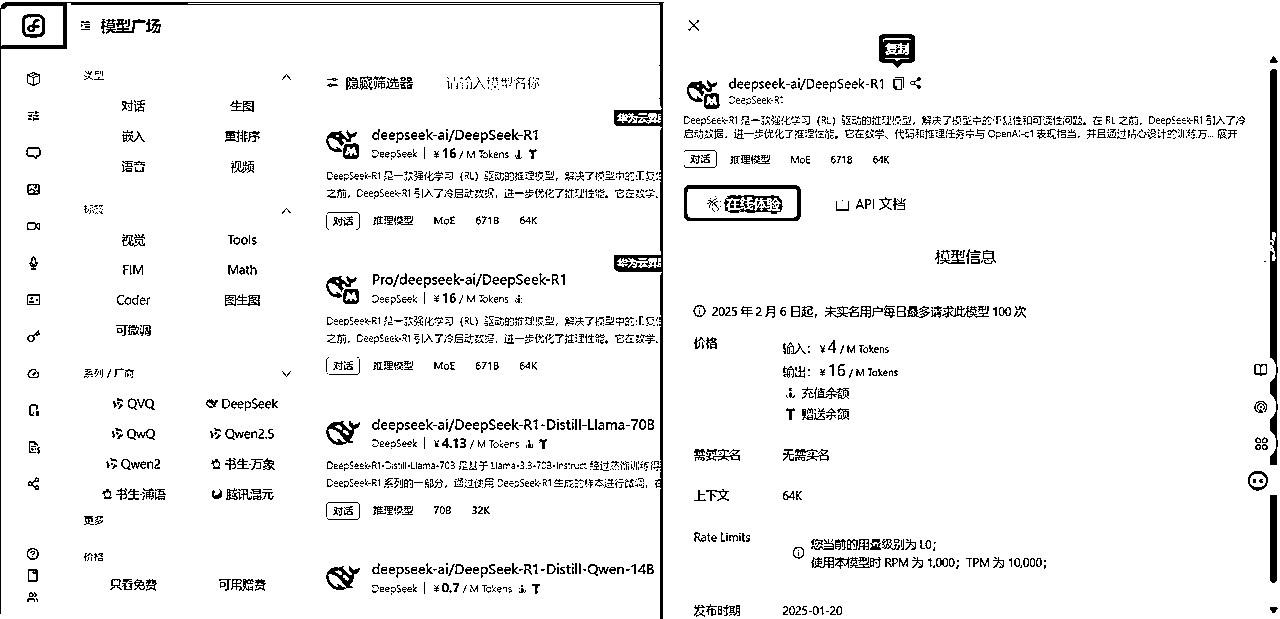 模型广场
类型
对话
生图
嵌入
重排序
语音
视频
标签
视觉
Tools
FIM
Math
Coder
图生图
可微调
系列 / 厂商
QVQ
DeepSeek
QwQ
Qwen2.5
Qwen2
书生·万象
书生·浦语
腾讯混元
更多
价格
只看免费
可用赠费
隐藏筛选器
请输入模型名称
华为云昇
deepseek-ai/DeepSeek-R1
DeepSeek | ¥ 16 / M Tokens
DeepSeek-R1 是一款强化学习（RL）驱动的推理模型，解决了模型中的重复性
之前，DeepSeek-R1 引入了冷启动数据，进一步优化了推理性能。它在数学、
对话 推理模型 MoE 671B 64K
华为云昇
Pro/deepseek-ai/DeepSeek-R1
DeepSeek | ¥ 16 / M Tokens
DeepSeek-R1 是一款强化学习（RL）驱动的推理模型，解决了模型中的重复性
之前，DeepSeek-R1 引入了冷启动数据，进一步优化了推理性能。它在数学、
对话 推理模型 MoE 671B 64K
deepseek-ai/DeepSeek-R1-Distill-Llama-70B
DeepSeek | ¥ 4.13 / M Tokens
DeepSeek-R1-Distill-Llama-70B 是基于 Llama-3.3-70B-Instruct 经过蒸馏训练得
DeepSeek-R1 系列的一部分，通过使用 DeepSeek-R1 生成的样本进行微调，在
对话 推理模型 70B 32K
deepseek-ai/DeepSeek-R1-Distill-Qwen-14B
DeepSeek | ¥ 0.7 / M Tokens
复制
deepseek-ai/DeepSeek-R1
DeepSeek-R1
DeepSeek-R1 是一款强化学习（RL）驱动的推理模型，解决了模型中的重复性和可读性问题。在 RL 之前，DeepSeek-R1 引入了冷
启动数据，进一步优化了推理性能。它在数学、代码和推理任务中与 OpenAI-o1 表现相当，并且通过精心设计的训练方... 展开
对话 推理模型 MoE 671B 64K
在线体验
API 文档
模型信息
2025 年 2 月 6 日起，未实名用户每日最多请求此模型 100 次
价格
输入：¥ 4 / M Tokens
输出：¥ 16 / M Tokens
充值余额
赠送余额
需要实名 无需实名
上下文 64K
Rate Limits
您当前的用量级别为 L0；
使用本模型时 RPM 为 1,000；TPM 为 10,000；
发布时期 2025-01-20